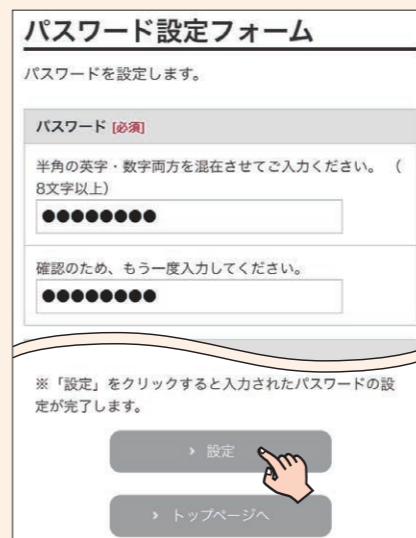 パスワード設定フォーム
パスワードを設定します。
パスワード [必須]
半角の英字・数字両方を混在させてご入力ください。 (
8文字以上)
●●●●●●●●
確認のため、もう一度入力してください。
●●●●●●●●
※「設定」をクリックすると入力されたパスワードの設
定が完了します。
› 設定
› トップページへ